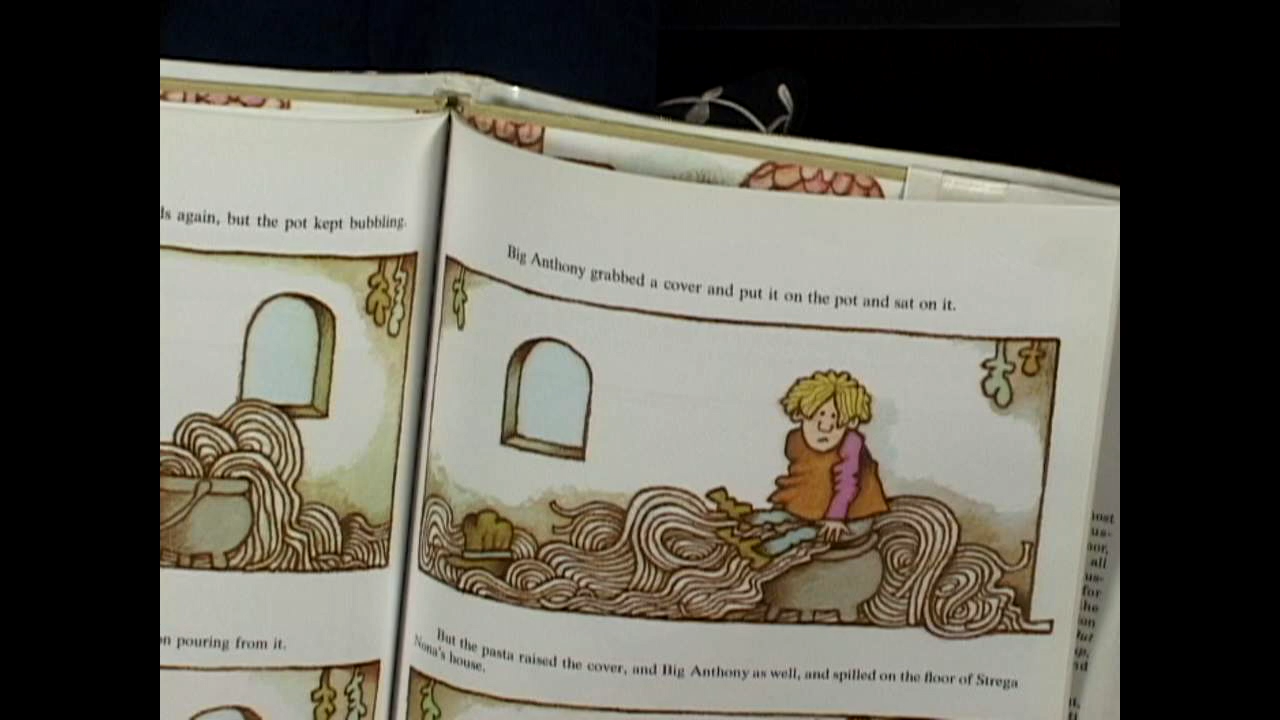 again, but the pot kept bubbling.
pouring from it.
Big Anthony grabbed a cover and put it on the pot and sat on it.
But the pasta raised the cover, and Big Anthony as well, and spilled on the floor of Strega
Nona's house.
all
for